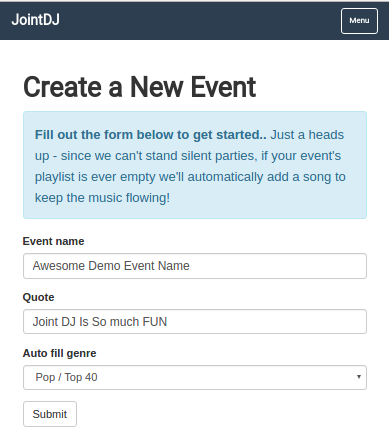 JointDJ
Menu
Create a New Event
Fill out the form below to get started.. Just a heads
up - since we can't stand silent parties, if your event's
playlist is ever empty we'll automatically add a song to
keep the music flowing!
Event name
Awesome Demo Event Name
Quote
Joint DJ Is So much FUN
Auto fill genre
Pop / Top 40
Submit